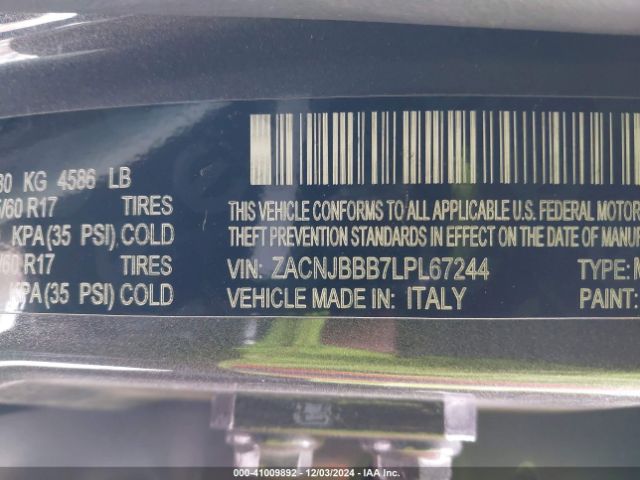 30 KG 4586 LB
/60 R17 TIRES
KPA(35 PSI) COLD
/60 R17 TIRES
KPA(35 PSI) COLD
THIS VEHICLE CONFORMS TO ALL APPLICABLE U.S. FEDERAL MOTOR
THEFT PREVENTION STANDARDS IN EFFECT ON THE DATE OF MANUF
VIN: ZACNJBBB7LPL67244 TYPE:
VEHICLE MADE IN: ITALY PAINT:
000-41009892 - 12/03/2024 - IAA Inc.